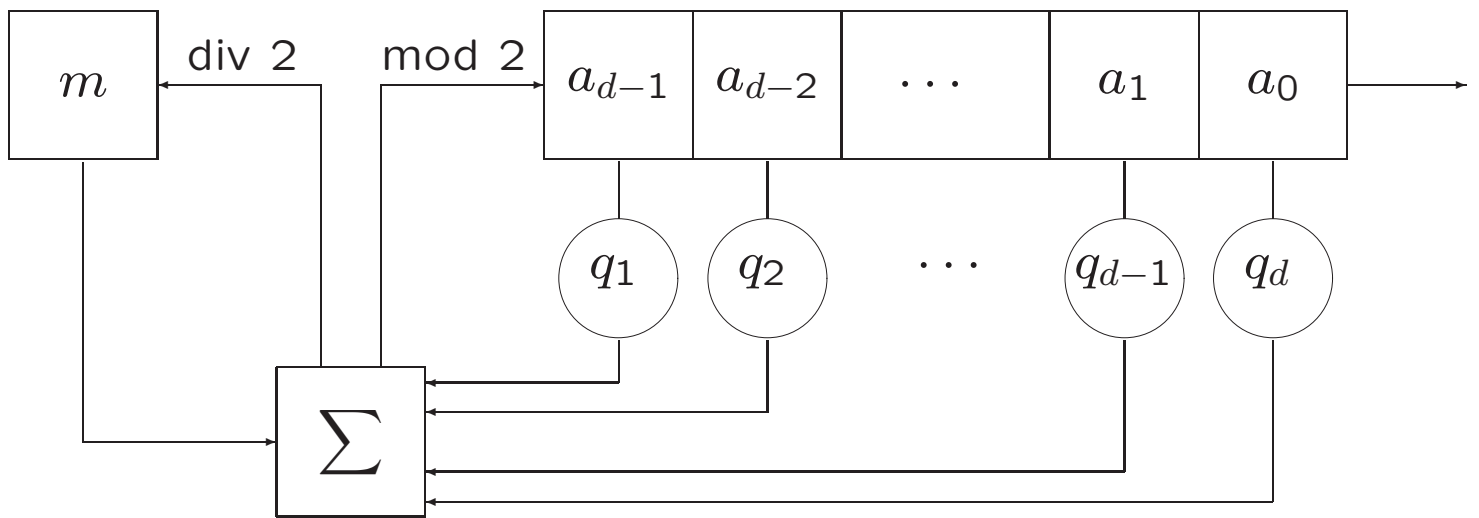 m div 2 mod 2 a_{d-1} a_{d-2} ··· a_1 a_0
q_1 q_2 ··· q_{d-1} q_d
Σ